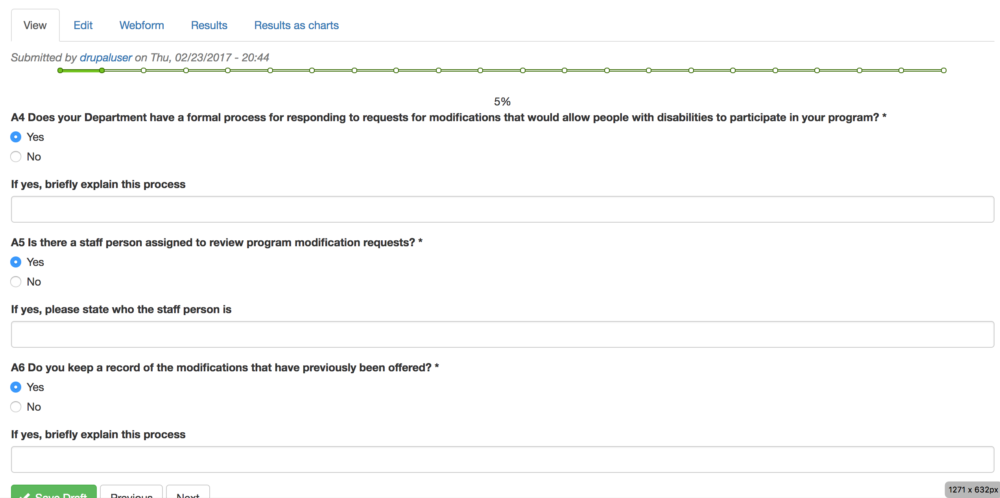 View Edit Webform Results Results as charts
Submitted by drupaluser on Thu, 02/23/2017 - 20:44
5%
A4 Does your Department have a formal process for responding to requests for modifications that would allow people with disabilities to participate in your program? *
Yes
No
If yes, briefly explain this process
A5 Is there a staff person assigned to review program modification requests? *
Yes
No
If yes, please state who the staff person is
A6 Do you keep a record of the modifications that have previously been offered? *
Yes
No
If yes, briefly explain this process
Save Draft Previous Next
1271 x 632px